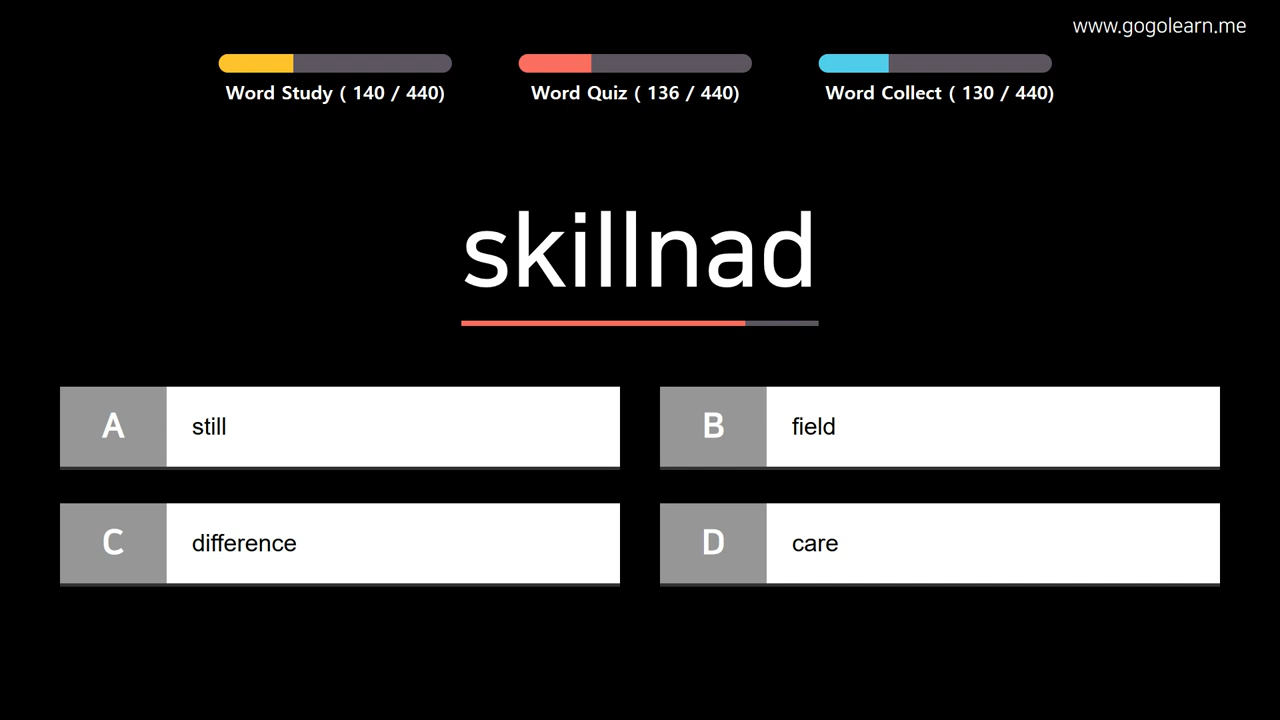 www.gogolearn.me
Word Study ( 140 / 440)
Word Quiz ( 136 / 440)
Word Collect ( 130 / 440)
skillnad
A still
B field
C difference
D care